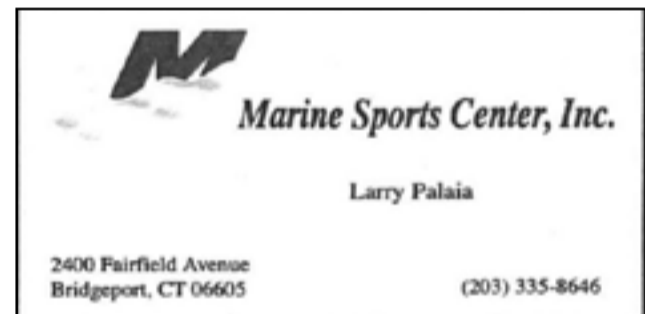 M
Marine Sports Center, Inc.
Larry Palaia
2400 Fairfield Avenue
Bridgeport, CT 06605
(203) 335-8646